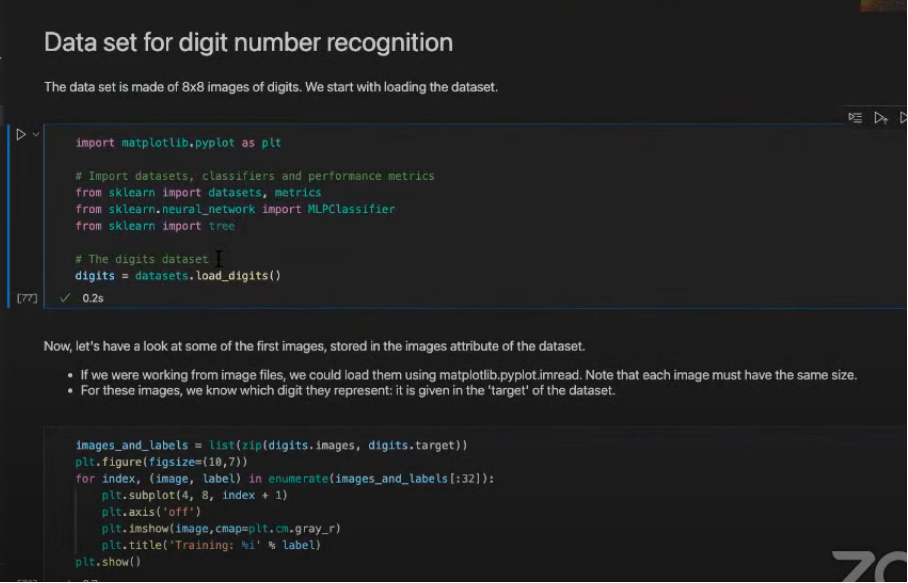 Data set for digit number recognition
The data set is made of 8x8 images of digits. We start with loading the dataset.
import matplotlib.pyplot as plt
# Import datasets, classifiers and performance metrics
from sklearn import datasets, metrics
from sklearn.neural_network import MLPClassifier
from sklearn import tree
# The digits dataset
digits = datasets.load_digits()
[77] ✓ 0.2s
Now, let's have a look at some of the first images, stored in the images attribute of the dataset.
• If we were working from image files, we could load them using matplotlib.pyplot.imread. Note that each image must have the same size.
• For these images, we know which digit they represent: it is given in the 'target' of the dataset.
images_and_labels = list(zip(digits.images, digits.target))
plt.figure(figsize=(10,7))
for index, (image, label) in enumerate(images_and_labels[:32]):
plt.subplot(4, 8, index + 1)
plt.axis('off')
plt.imshow(image,cmap=plt.cm.gray_r)
plt.title('Training: %i' % label)
plt.show()